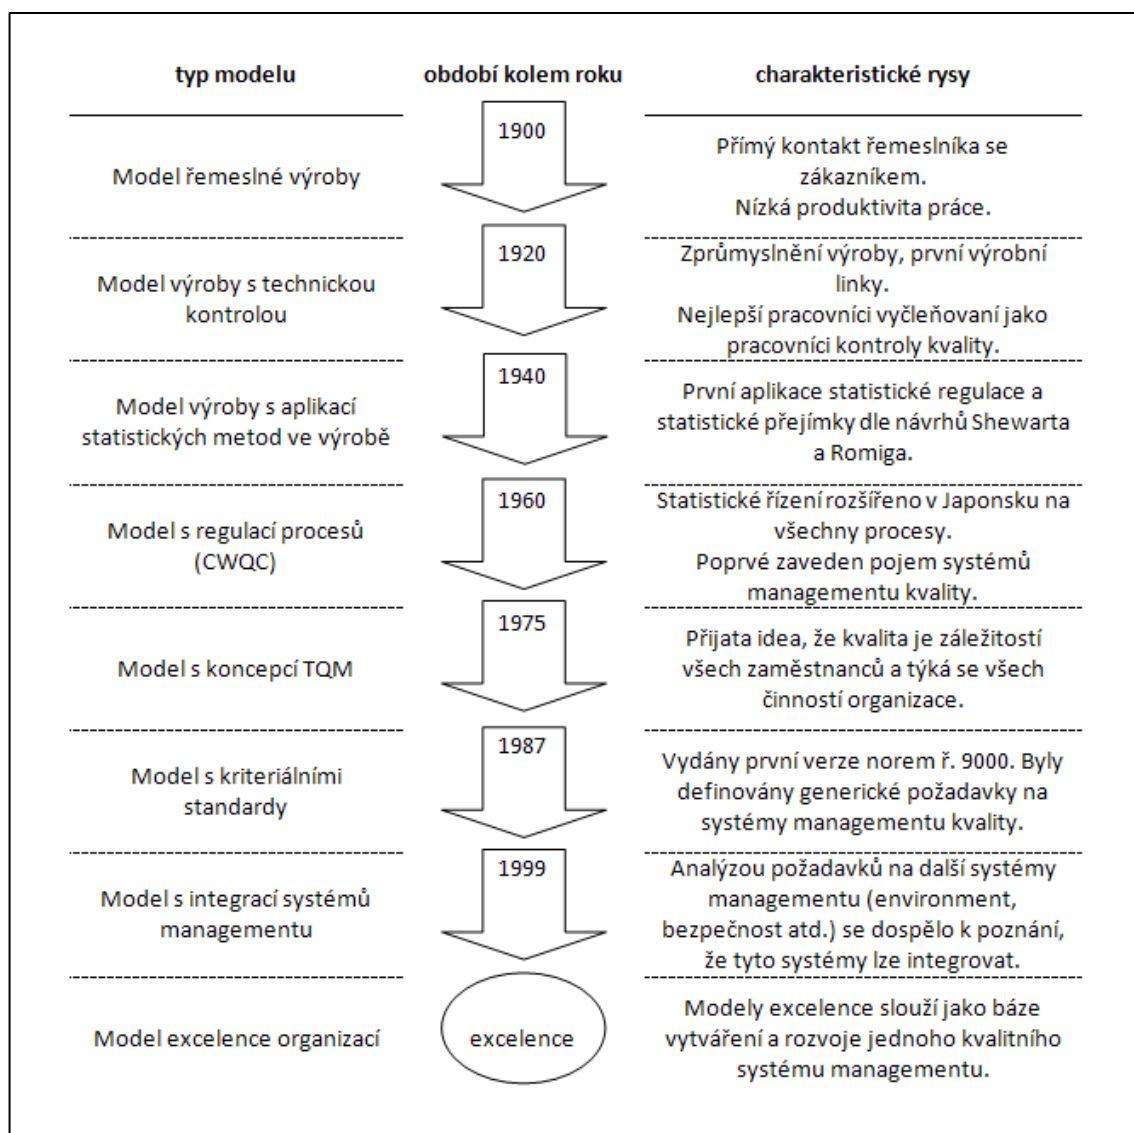 typ modelu
období kolem roku
charakteristické rysy
Model řemeslné výroby
1900
Přímý kontakt řemeslníka se
zákazníkem.
Nízká produktivita práce.
Model výroby s technickou
kontrolou
1920
Zprůmyslnění výroby, první výrobní
linky.
Nejlepší pracovníci vyčleňovaní jako
pracovníci kontroly kvality.
Model výroby s aplikací
statistických metod ve výrobě
1940
První aplikace statistické regulace a
statistické přejímky dle návrhů Shewarta
a Romiga.
Model s regulací procesů
(CWQC)
1960
Statistické řízení rozšířeno v Japonsku na
všechny procesy.
Poprvé zaveden pojem systémů
managementu kvality.
Model s koncepcí TQM
1975
Přijata idea, že kvalita je záležitostí
všech zaměstnanců a týká se všech
činností organizace.
Model s kriteriálními
standardy
1987
Vydány první verze norem ř. 9000. Byly
definovány generické požadavky na
systémy managementu kvality.
Model s integrací systémů
managementu
1999
Analýzou požadavků na další systémy
managementu (environment,
bezpečnost atd.) se dospělo k poznání,
že tyto systémy lze integrovat.
Model excelence organizací
excelence
Modely excelence slouží jako báze
vytváření a rozvoje jednoho kvalitního
systému managementu.